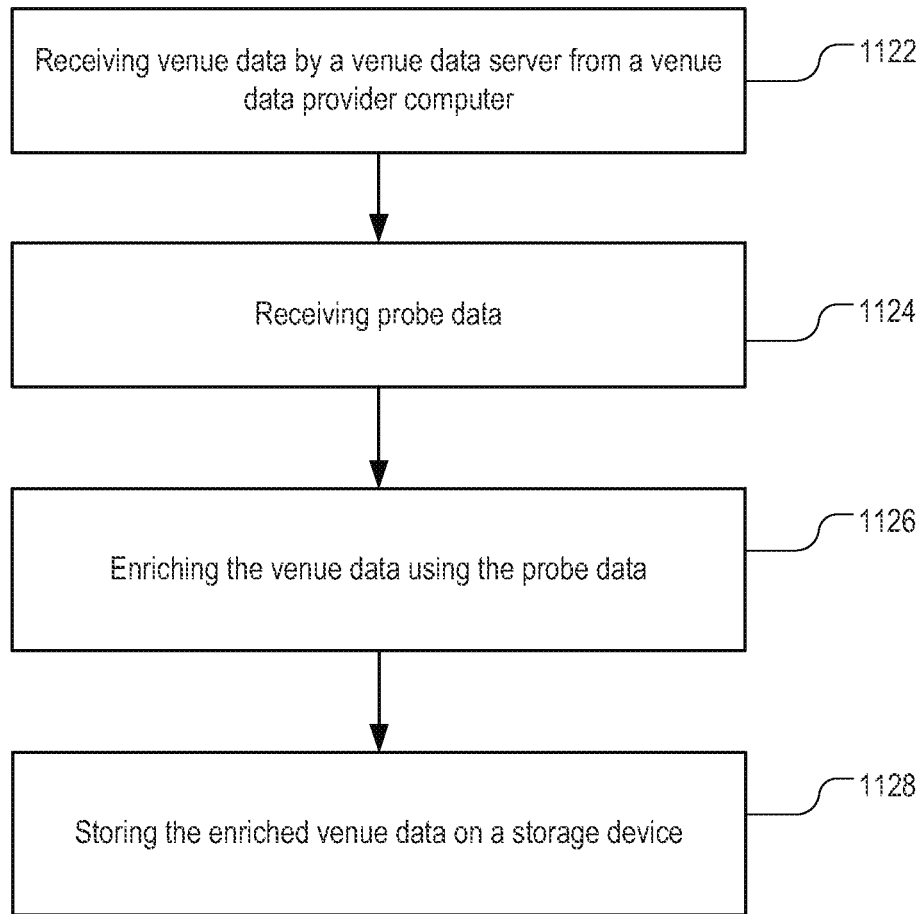 Receiving venue data by a venue data server from a venue
data provider computer
1122
Receiving probe data
1124
Enriching the venue data using the probe data
1126
Storing the enriched venue data on a storage device
1128